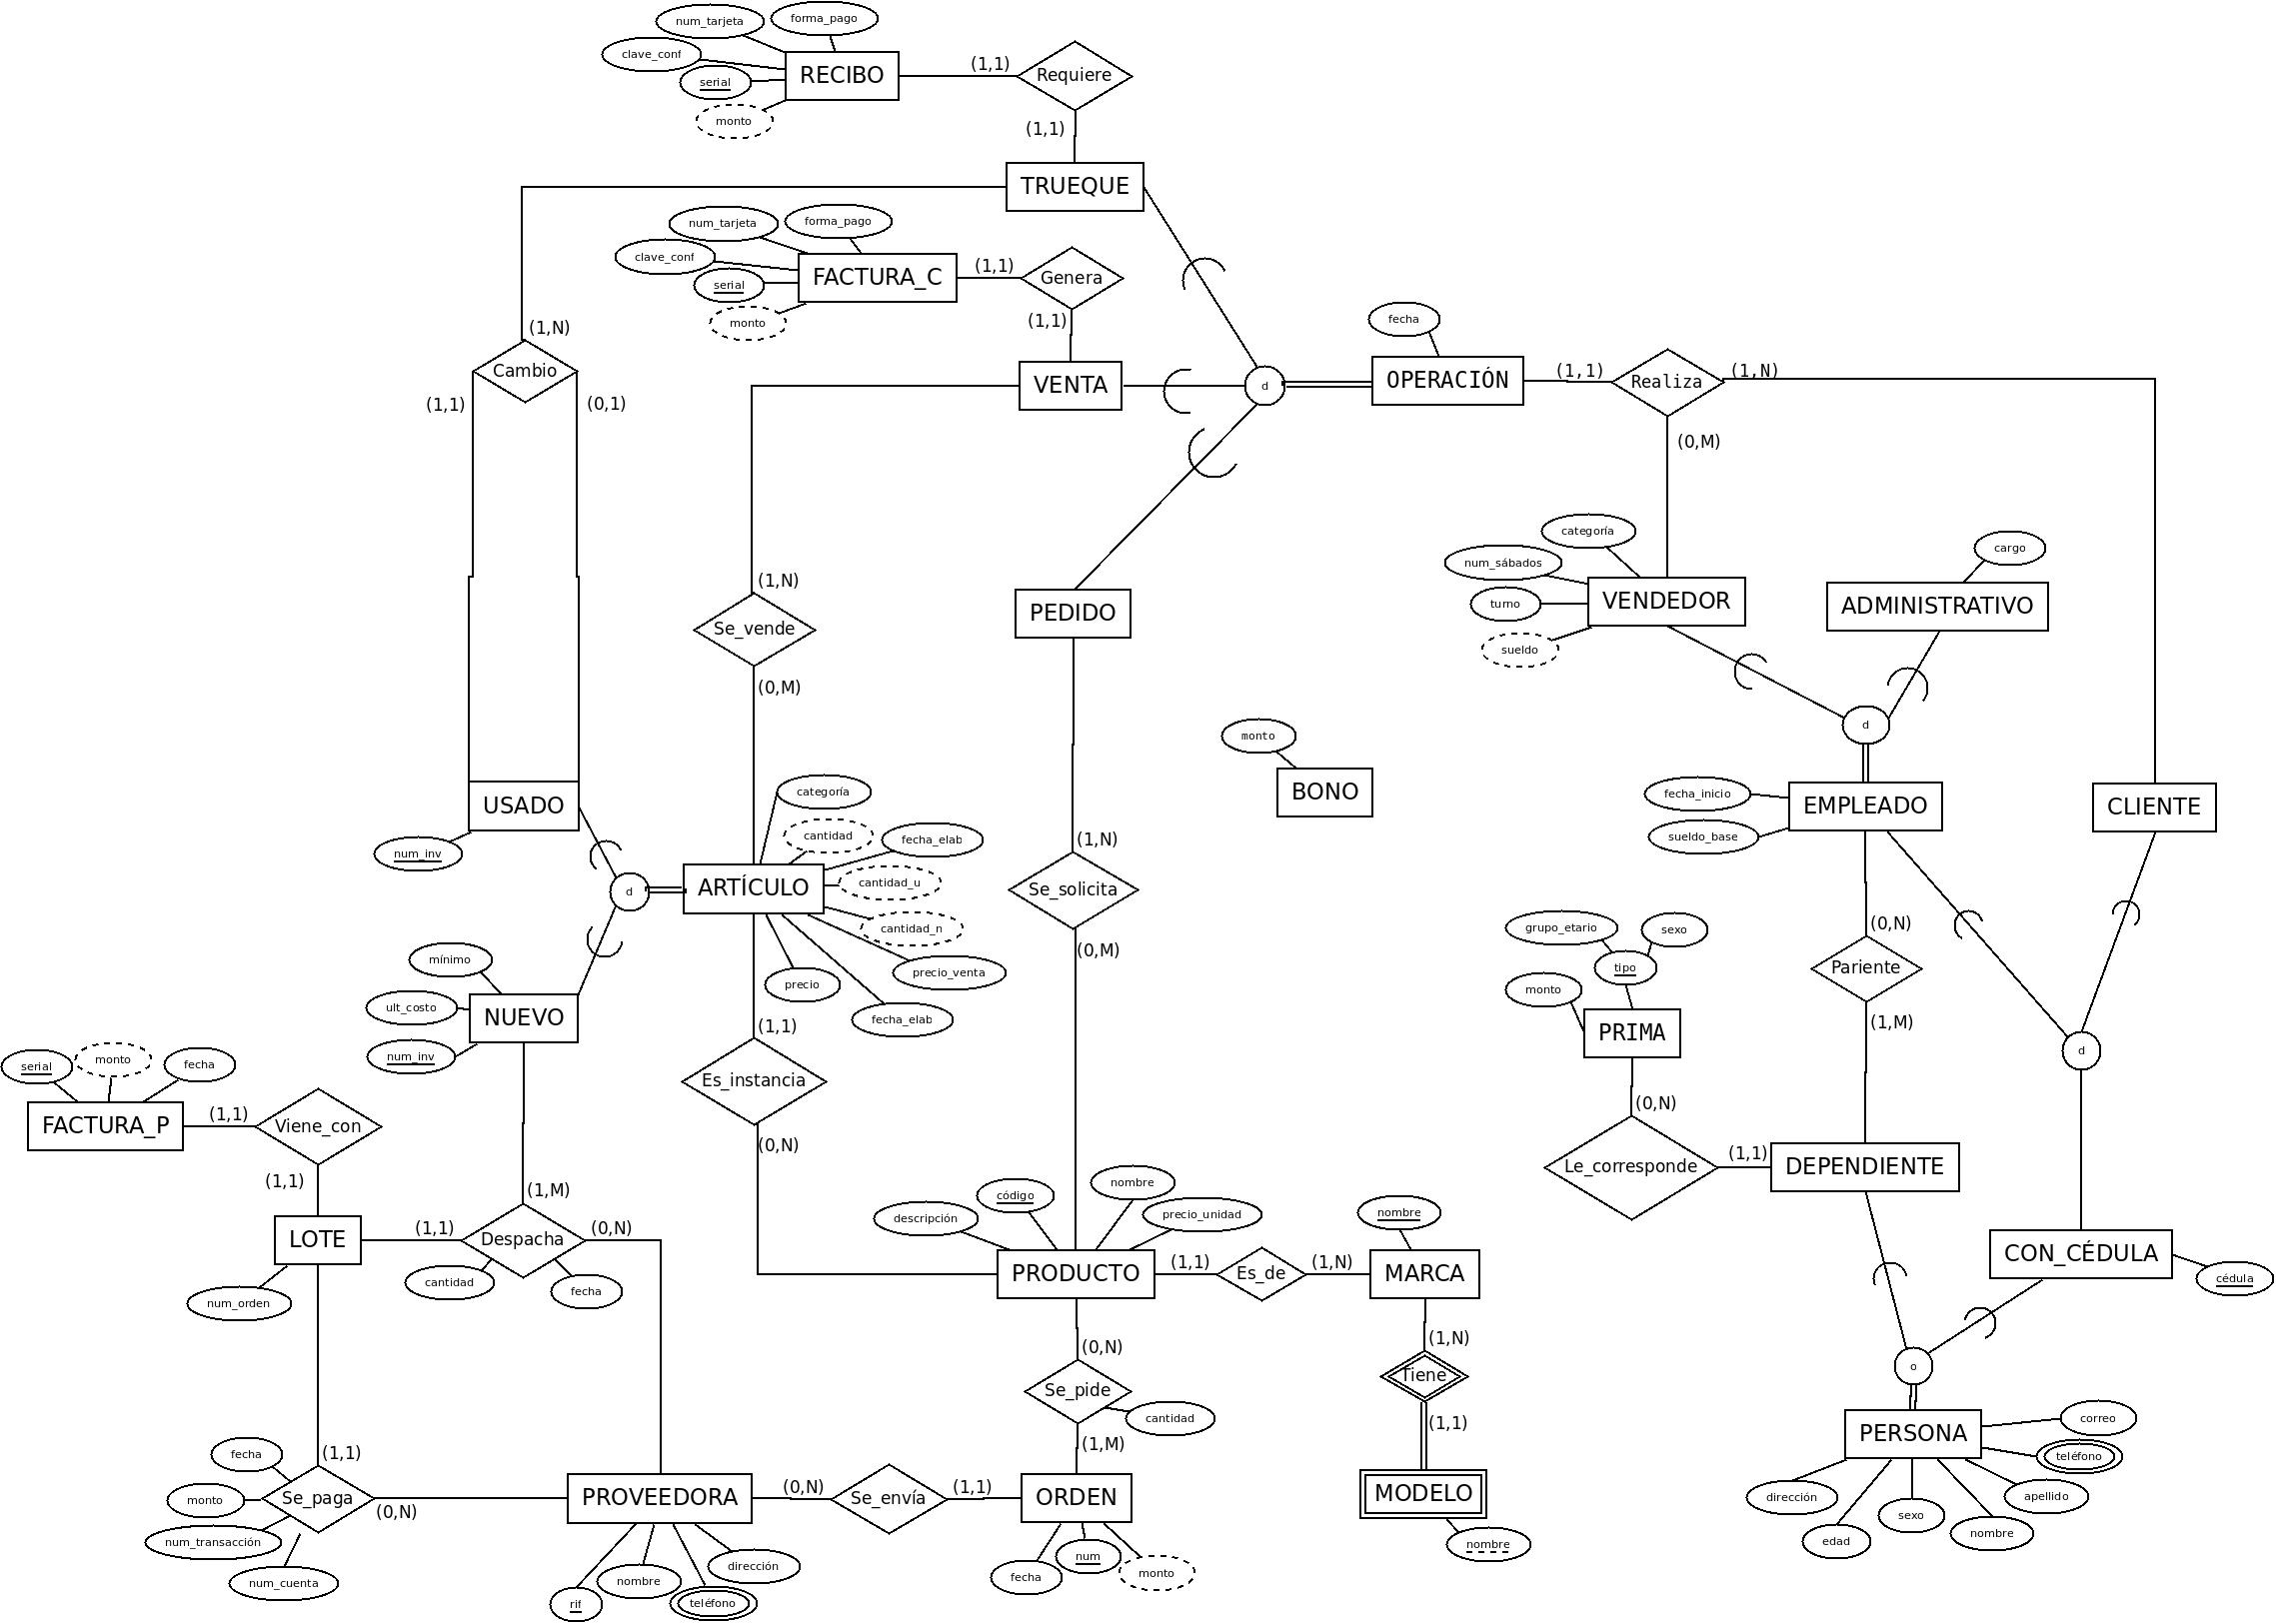 num_tarjeta
forma_pago
clave_conf
serial
monto
RECIBO
(1,1)
Requiere
(1,1)
TRUEQUE
num_tarjeta
forma_pago
clave_conf
serial
monto
FACTURA_C
(1,1)
Genera
(1,1)
fecha
(1,N)
Cambio
(1,1)
(0,1)
VENTA
d
OPERACIÓN
(1,1)
Realiza
(1,N)
(0,M)
categoría
num_sábados
turno
sueldo
VENDEDOR
cargo
ADMINISTRATIVO
(1,N)
Se_vende
(0,M)
PEDIDO
d
monto
BONO
USADO
num_inv
categoría
cantidad
fecha_elab
cantidad_u
cantidad_n
precio_venta
precio
fecha_elab
ARTÍCULO
d
(1,N)
Se_solicita
(0,M)
fecha_inicio
sueldo_base
EMPLEADO
CLIENTE
(0,N)
Pariente
(1,M)
grupo_etario
sexo
tipo
monto
PRIMA
(0,N)
Le_corresponde
(1,1)
DEPENDIENTE
d
mínimo
ult_costo
num_inv
NUEVO
(1,1)
Es_instancia
(0,N)
serial
monto
fecha
FACTURA_P
(1,1)
Viene_con
(1,1)
LOTE
num_orden
(1,1)
(1,M)
Despacha
(0,N)
cantidad
fecha
descripción
código
nombre
precio_unidad
PRODUCTO
(1,1)
Es_de
(1,N)
nombre
MARCA
CON_CÉDULA
cédula
(0,N)
Se_pide
cantidad
(1,M)
(1,N)
Tiene
(1,1)
MODELO
nombre
o
PERSONA
correo
teléfono
apellido
nombre
sexo
edad
dirección
fecha
(1,1)
monto
Se_paga
(0,N)
num_transacción
num_cuenta
PROVEEDORA
(0,N)
Se_envía
(1,1)
ORDEN
rif
nombre
teléfono
dirección
fecha
num
monto